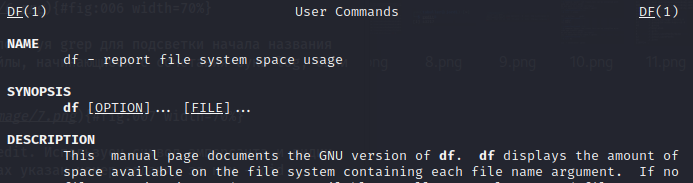 DF(1) User Commands DF(1)
NAME
df - report file system space usage
SYNOPSIS
df [OPTION]... [FILE]...
DESCRIPTION
This manual page documents the GNU version of df. df displays the amount of
space available on the file system containing each file name argument. If no